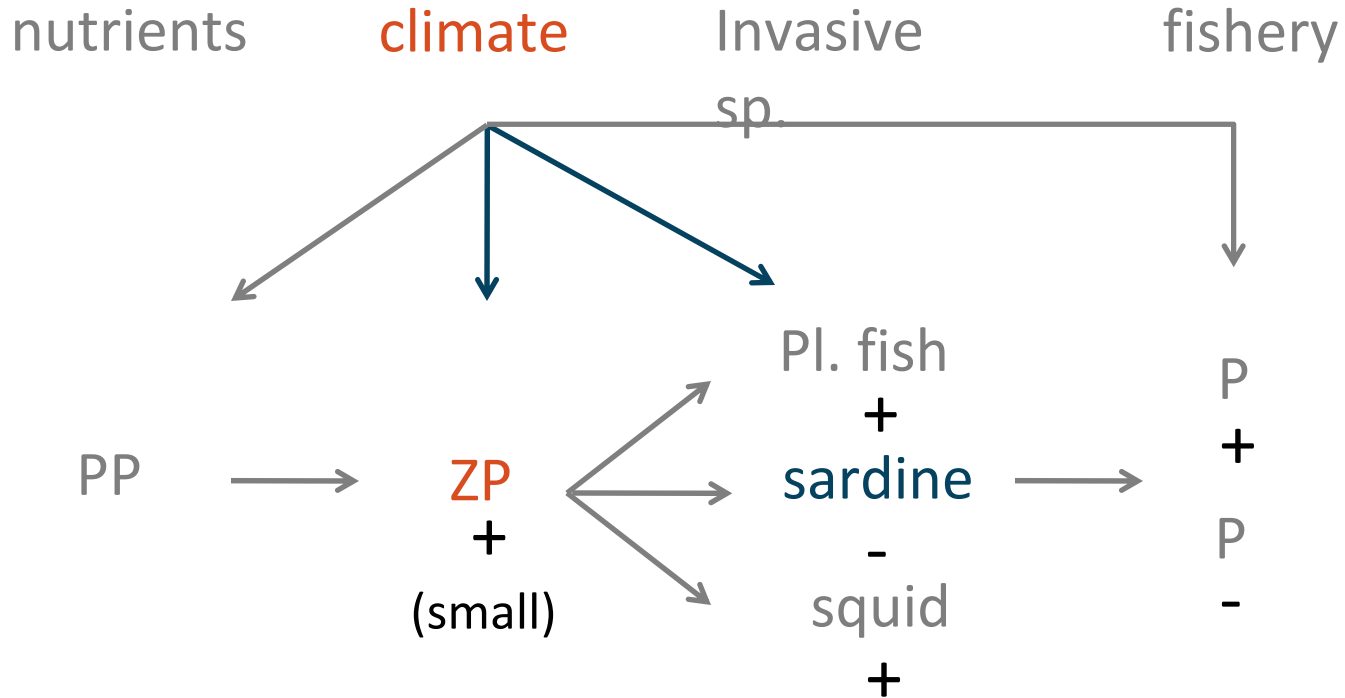 nutrients climate Invasive sp. fishery
Pl. fish
+
P
+
PP ZP sardine
+
-
P
(small) squid
-
+